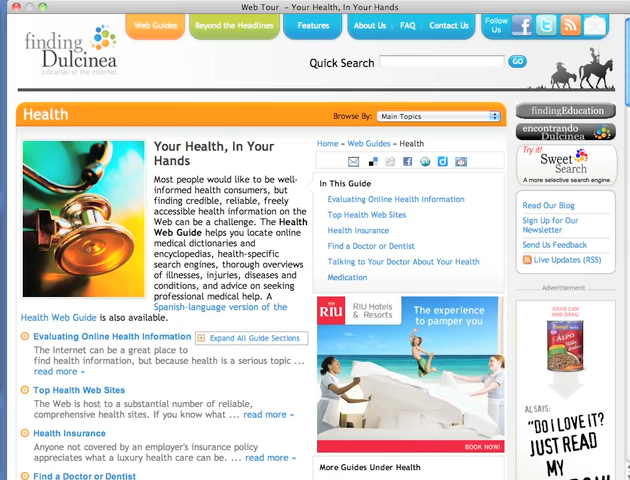 Web Tour - Your Health, In Your Hands
finding
Dulcinea
Librarian of the Internet
Web Guides
Beyond the Headlines
Features
About Us
FAQ
Contact Us
Follow
Us
Quick Search
GO
Health
Browse By:
Main Topics
findingEducation
encontrando
Dulcinea
Try it!
Sweet
Search
A more selective search engine.
Your Health, In Your
Hands
Most people would like to be well-
informed health consumers, but
finding credible, reliable, freely
accessible health information on the
Web can be a challenge. The Health
Web Guide helps you locate online
medical dictionaries and
encyclopedias, health-specific
search engines, thorough overviews
of illnesses, injuries, diseases and
conditions, and advice on seeking
professional medical help. A
Spanish-language version of the
Health Web Guide is also available.
Evaluating Online Health Information
Expand All Guide Sections
The Internet can be a great place to
find health information, but because health is a serious topic ...
read more »
Top Health Web Sites
The Web is host to a substantial number of reliable,
comprehensive health sites. If you know what ... read more »
Health Insurance
Anyone not covered by an employer's insurance policy
appreciates what a luxury health care can be. ... read more »
Find a Doctor or Dentist
Home » Web Guides » Health
In This Guide
Evaluating Online Health Information
Top Health Web Sites
Health Insurance
Find a Doctor or Dentist
Talking to Your Doctor About Your Health
Medication
RIU
Hotels &
Resorts
The experience
to pamper you
BOOK NOW!
More Guides Under Health
Read Our Blog
Sign Up for Our
Newsletter
Send Us Feedback
Live Updates (RSS)
Advertisement
GRAB CAN
AND DRAG
ALPO
AL SAYS:
"DO I LOVE IT?
JUST READ
MY